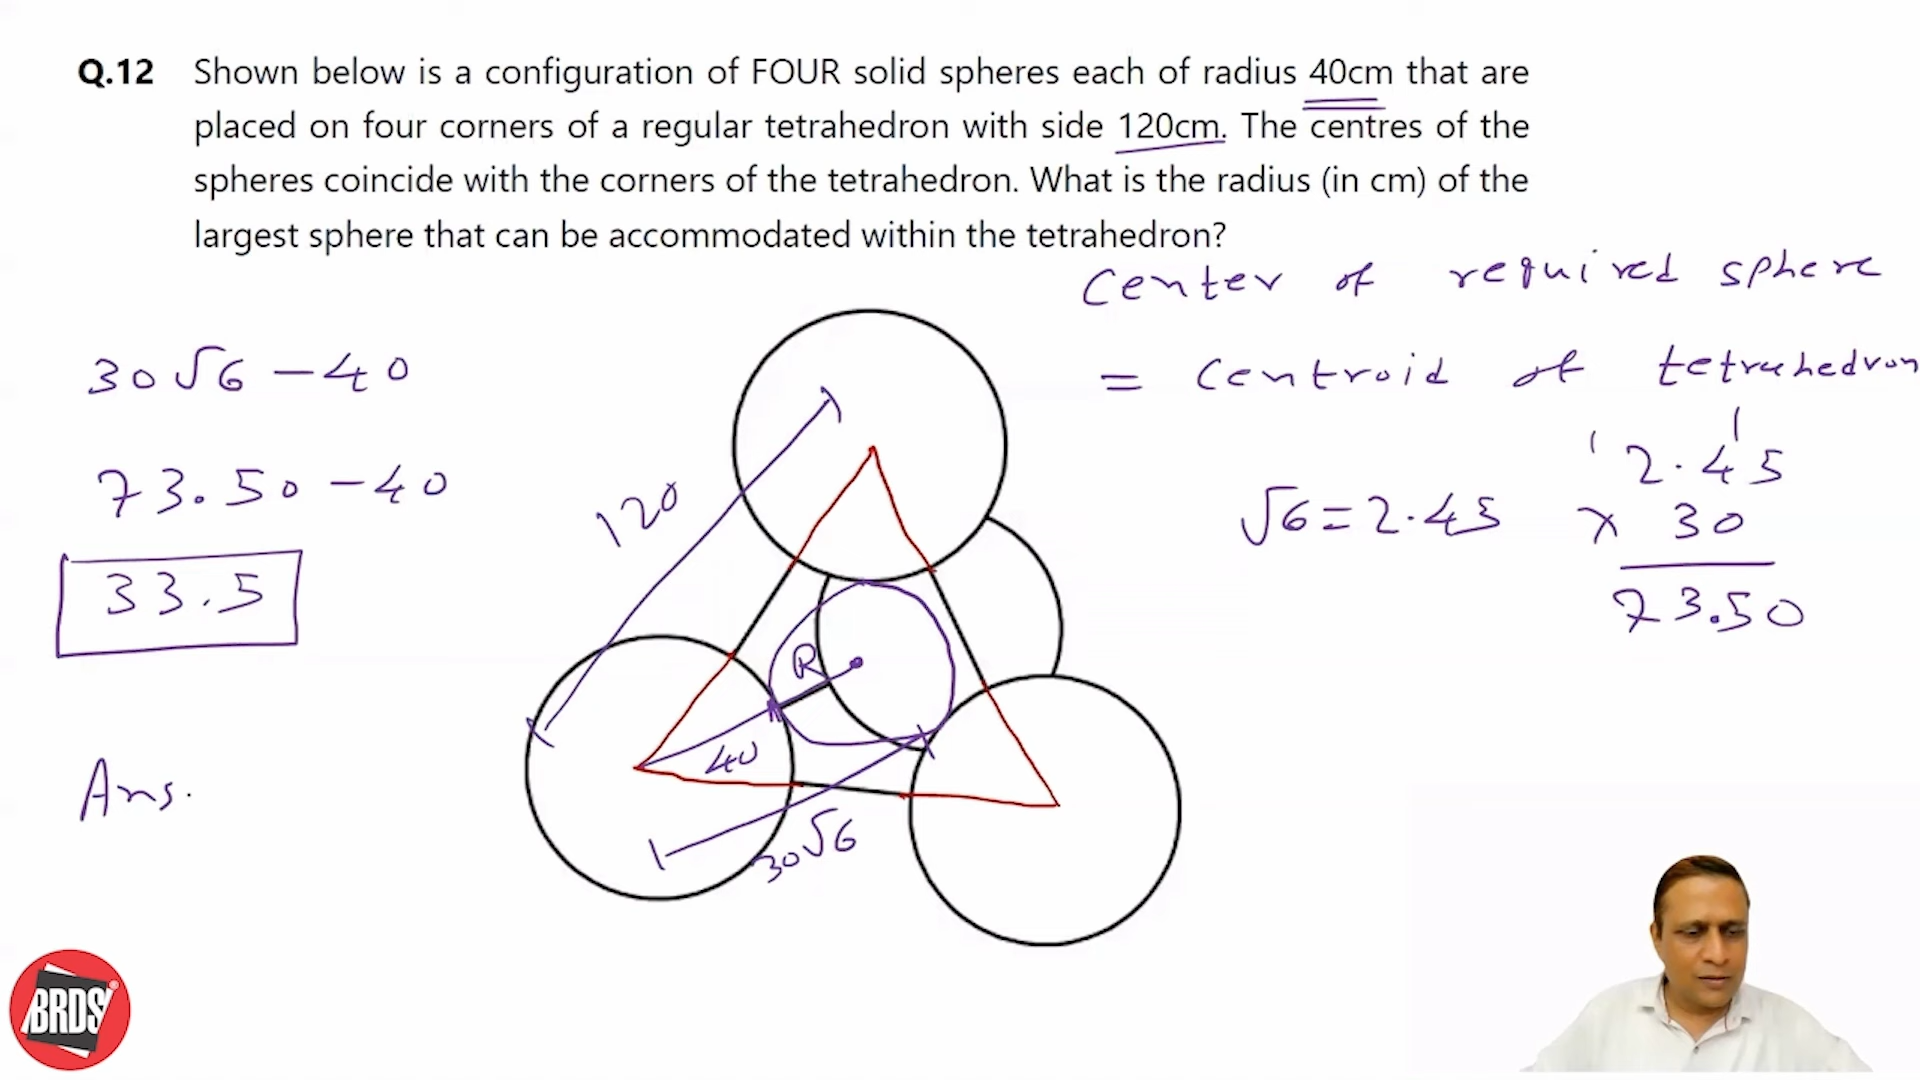 Q.12 Shown below is a configuration of FOUR solid spheres each of radius 40cm that are
placed on four corners of a regular tetrahedron with side 120cm. The centres of the
spheres coincide with the corners of the tetrahedron. What is the radius (in cm) of the
largest sphere that can be accommodated within the tetrahedron?
Center of required sphere
= Centroid of tetrahedron
30√6 - 40
73.50 - 40
33.5
Ans.
120
R
40
30√6
√6 = 2.45
1 1
2.45
× 30
73.50
BRDS